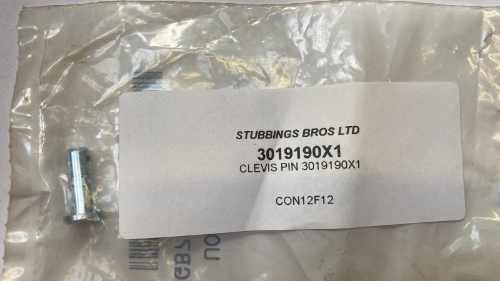 STUBBINGS BROS LTD
3019190X1
CLEVIS PIN 3019190X1
CON12F12